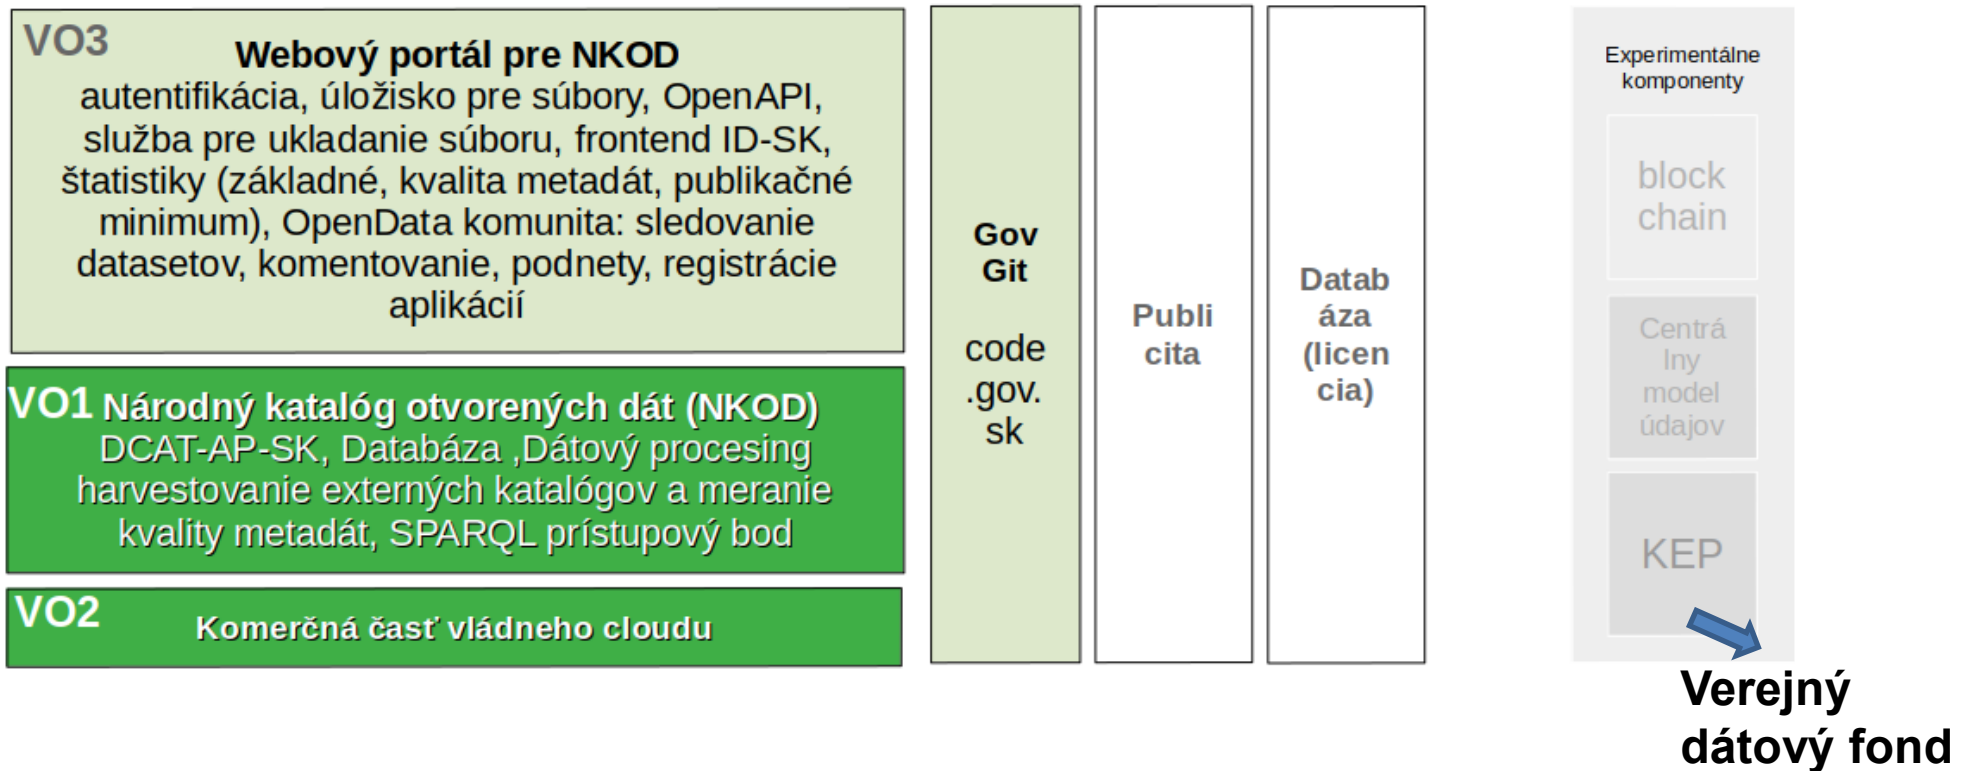 VO3
Webový portál pre NKOD
autentifikácia, úložisko pre súbory, OpenAPI,
služba pre ukladanie súboru, frontend ID-SK,
štatistiky (základné, kvalita metadát, publikačné
minimum), OpenData komunita: sledovanie
datasetov, komentovanie, podnety, registrácie
aplikácií
VO1 Národný katalóg otvorených dát (NKOD)
DCAT-AP-SK, Databáza ,Dátový procesing
harvestovanie externých katalógov a meranie
kvality metadát, SPARQL prístupový bod
VO2
Komerčná časť vládneho cloudu
Gov
Git
code
.gov.
sk
Publi
cita
Datab
áza
(licen
cia)
Experimentálne
komponenty
block
chain
Centrá
lny
model
údajov
KEP
Verejný
dátový fond